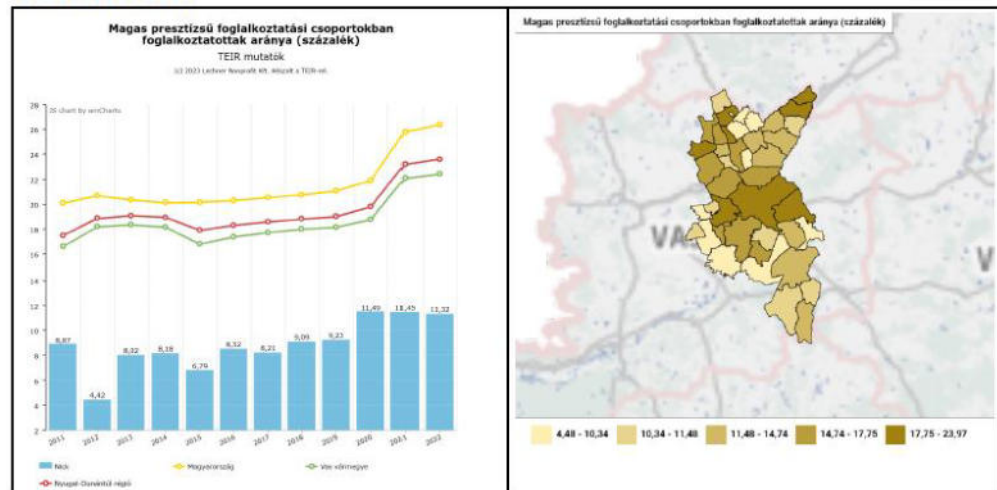 Magas presztízsű foglalkoztatási csoportokban
foglalkoztatottak aránya (százalék)
TEIR mutatók
(c) 2023 Lechner Nonprofit Kft. Készült a TEIR-rel.
JS chart by amCharts
28
26
24
22
20
18
16
14
12
10
8
6
4
2
8,87
4,42
8,02
8,18
6,79
8,52
8,21
9,09
9,23
11,49
11,45
11,32
2011
2012
2013
2014
2015
2016
2017
2018
2019
2020
2021
2022
Nick
Magyarország
Vas vármegye
Nyugat-Dunántúl régió
Magas presztízsű foglalkoztatási csoportokban foglalkoztatottak aránya (százalék)
VA
V
4,48 - 10,34
10,34 - 11,48
11,48 - 14,74
14,74 - 17,75
17,75 - 23,97